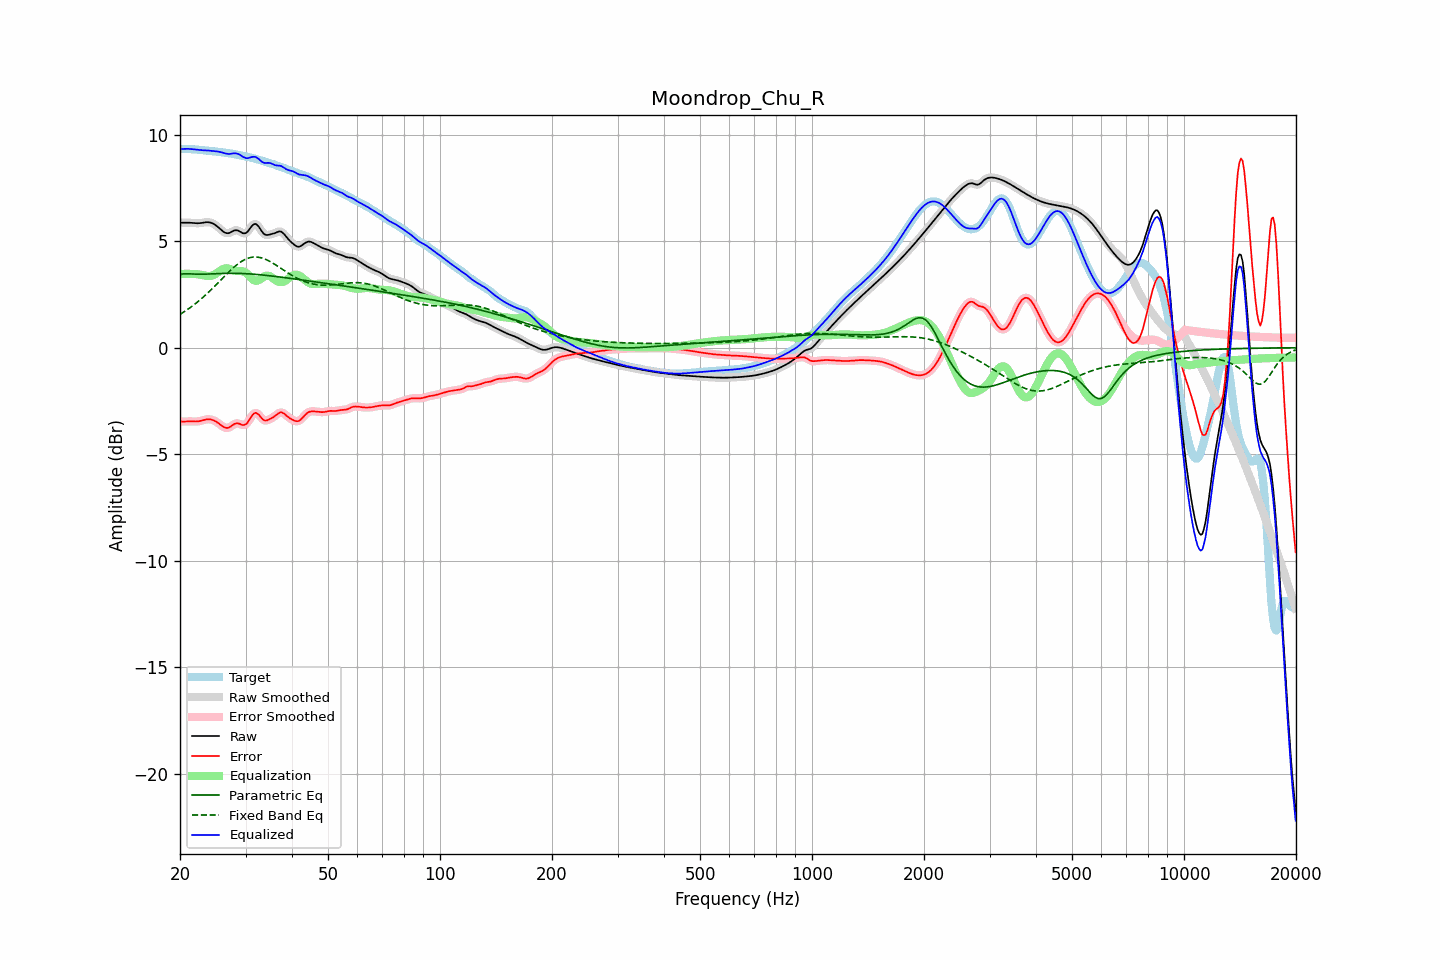 Moondrop_Chu_R
10
5
0
−5
−10
−15
−20
Amplitude (dBr)
Target
Raw Smoothed
Error Smoothed
Raw
Error
Equalization
Parametric Eq
Fixed Band Eq
Equalized
20 50 100 200 500 1000 2000 5000 10000 20000
Frequency (Hz)